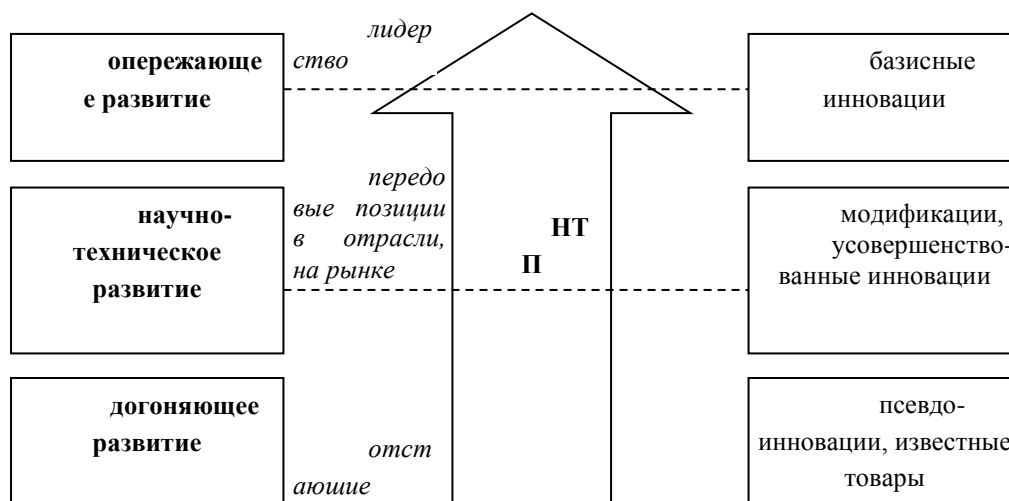 опережающе
е развитие
лидер
ство
базисные
инновации
научно-
техническое
развитие
передо
вые позиции
в отрасли,
на рынке
НТ
П
модификации,
усовершенство-
ванные инновации
догоняющее
развитие
отст
ающие
псевдо-
инновации, известные
товары